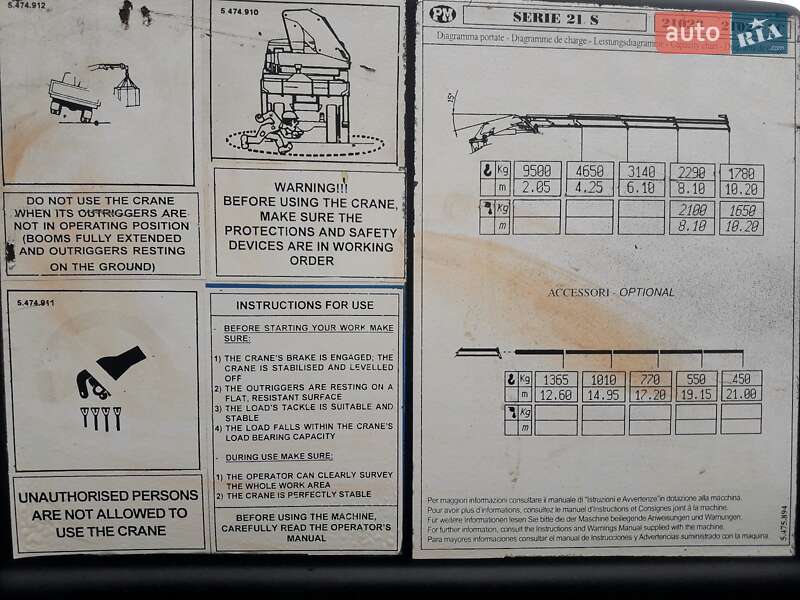 5.474.912
DO NOT USE THE CRANE
WHEN ITS OUTRIGGERS ARE
NOT IN OPERATING POSITION
(BOOMS FULLY EXTENDED
AND OUTRIGGERS RESTING
ON THE GROUND)
5.474.910
WARNING!!!
BEFORE USING THE CRANE,
MAKE SURE THE
PROTECTIONS AND SAFETY
DEVICES ARE IN WORKING
ORDER
5.474.911
UNAUTHORISED PERSONS
ARE NOT ALLOWED TO
USE THE CRANE
INSTRUCTIONS FOR USE
- BEFORE STARTING YOUR WORK MAKE
SURE:
1) THE CRANE'S BRAKE IS ENGAGED; THE
CRANE IS STABILISED AND LEVELLED
OFF
2) THE OUTRIGGERS ARE RESTING ON A
FLAT, RESISTANT SURFACE
3) THE LOAD'S TACKLE IS SUITABLE AND
STABLE
4) THE LOAD FALLS WITHIN THE CRANE'S
LOAD BEARING CAPACITY
- DURING USE MAKE SURE:
1) THE OPERATOR CAN CLEARLY SURVEY
THE WHOLE WORK AREA
2) THE CRANE IS PERFECTLY STABLE
BEFORE USING THE MACHINE,
CAREFULLY READ THE OPERATOR'S
MANUAL
PM SERIE 21 S
auto RIA.com
Diagramma portate - Diagramme de charge - Leistungsdiagramme - Capacity chart
15°
Kg 9500 4650 3140 2290 1780
m 2.05 4.25 6.10 8.10 10.20
Kg 2100 1650
m 8.10 10.20
ACCESSORI - OPTIONAL
Kg 1365 1010 770 550 450
m 12.60 14.95 17.20 19.15 21.00
Kg
m
Per maggiori informazioni consultare il manuale di "Istruzioni e Avvertenze" in dotazione alla macchina.
Pour avoir plus d'informations, consultez le manuel d'Instructions et Consignes joint à la machine.
Für weitere Informationen lesen Sie bitte die der Maschine beiliegende Anweisungen und Warnungen.
For further information, consult the Instructions and Warnings Manual supplied with the machine.
Para mayores informaciones consultar el manual de Instrucciones y Advertencias suministrado con la maquina.
5.475.894